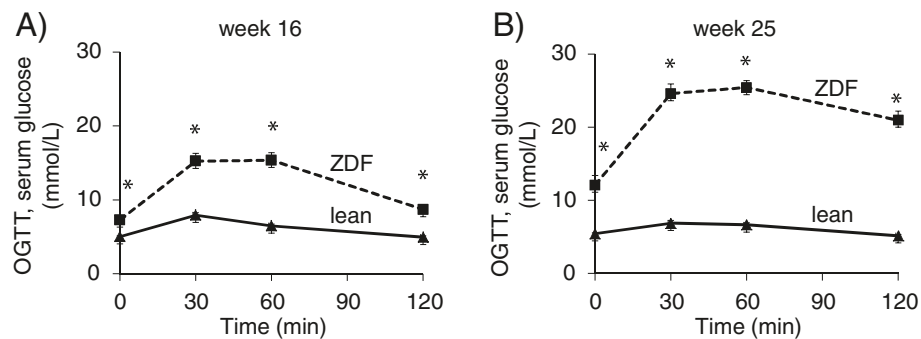 A)
week 16
OGTT, serum glucose
(mmol/L)
30
20
10
0
*
*
*
*
ZDF
lean
0
30
60
90
120
Time (min)
B)
week 25
OGTT, serum glucose
(mmol/L)
30
20
10
0
*
*
*
*
ZDF
lean
0
30
60
90
120
Time (min)